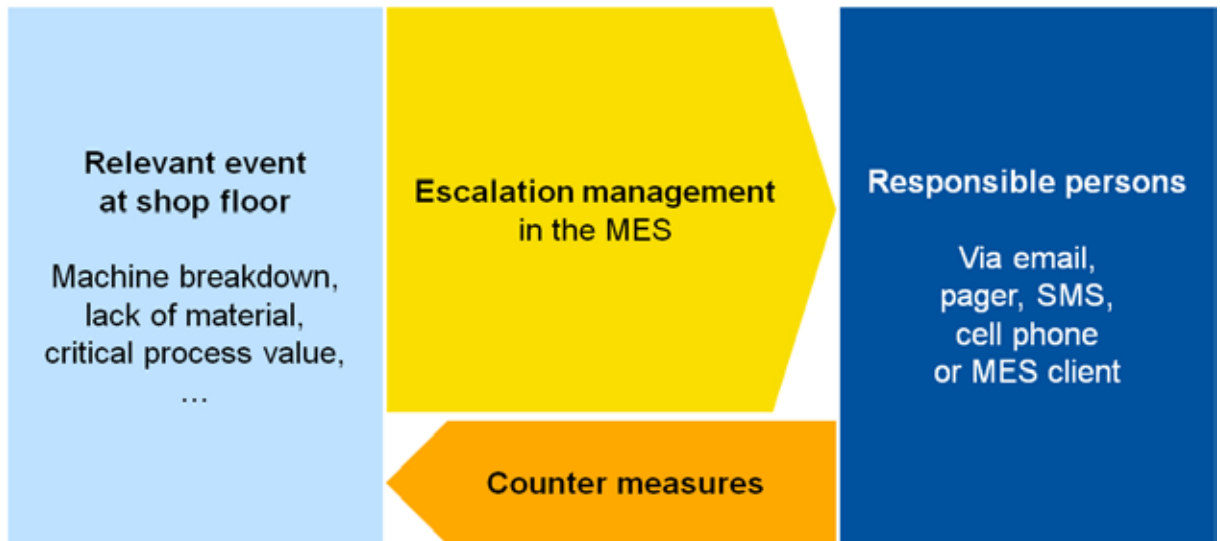 Relevant event
at shop floor
Machine breakdown,
lack of material,
critical process value,
...
Escalation management
in the MES
Responsible persons
Via email,
pager, SMS,
cell phone
or MES client
Counter measures